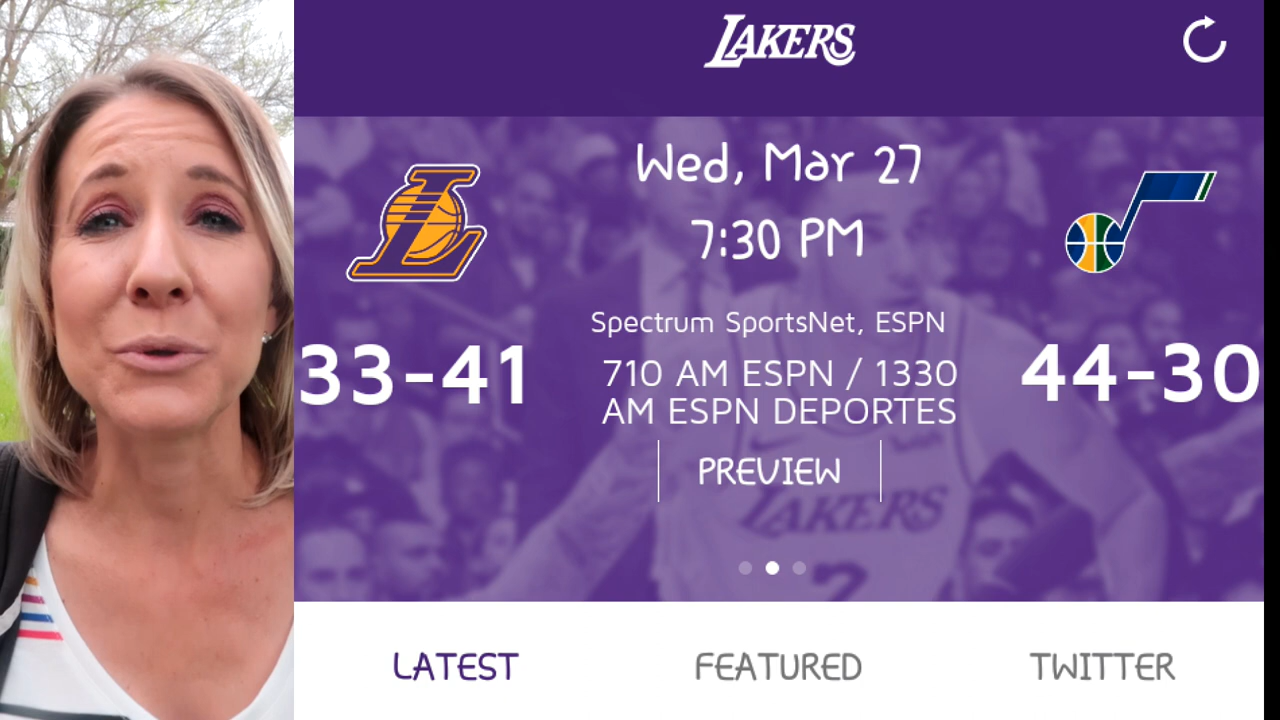 LAKERS
Wed, Mar 27
7:30 PM
Spectrum SportsNet, ESPN
33-41
44-30
710 AM ESPN / 1330
AM ESPN DEPORTES
PREVIEW
LAKERS
2
LATEST
FEATURED
TWITTER